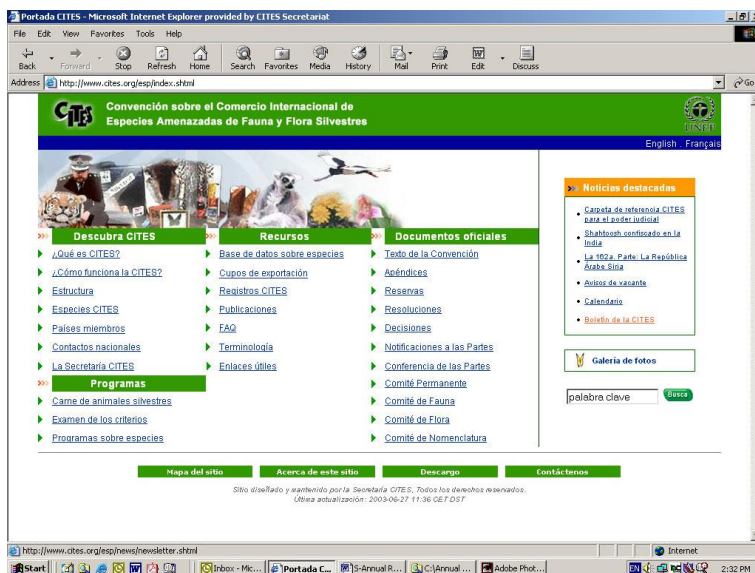 Portada CITES - Microsoft Internet Explorer provided by CITES Secretariat
File Edit View Favorites Tools Help
Back Forward Stop Refresh Home Search Favorites Media History Mail Print Edit Discuss
Address http://www.cites.org/esp/index.shtml Go
CITES
Convención sobre el Comercio Internacional de
Especies Amenazadas de Fauna y Flora Silvestres
UNEP
English . Français
Descubra CITES
¿Qué es CITES?
¿Cómo funciona la CITES?
Estructura
Especies CITES
Países miembros
Contactos nacionales
La Secretaría CITES
Programas
Carne de animales silvestres
Examen de los criterios
Programas sobre especies
Recursos
Base de datos sobre especies
Cupos de exportación
Registros CITES
Publicaciones
FAQ
Terminología
Enlaces útiles
Documentos oficiales
Texto de la Convención
Apéndices
Reservas
Resoluciones
Decisiones
Notificaciones a las Partes
Conferencia de las Partes
Comité Permanente
Comité de Fauna
Comité de Flora
Comité de Nomenclatura
Noticias destacadas
Carpeta de referencia CITES
para el poder judicial
Shahtoosh confiscado en la
India
La 162a. Parte: La República
Árabe Siria
Avisos de vacante
Calendario
Boletín de la CITES
Galería de fotos
palabra clave Busca
Mapa del sitio Acerca de este sitio Descargo Contáctenos
Sitio diseñado y mantenido por la Secretaría CITES, Todos los derechos reservados.
Última actualización: 2003-06-27 11:36 CET DST
http://www.cites.org/esp/news/newsletter.shtml Internet
Start Inbox - Mic... Portada C... S-Annual R... C:\Annual ... Adobe Phot... EN 2:32 PM